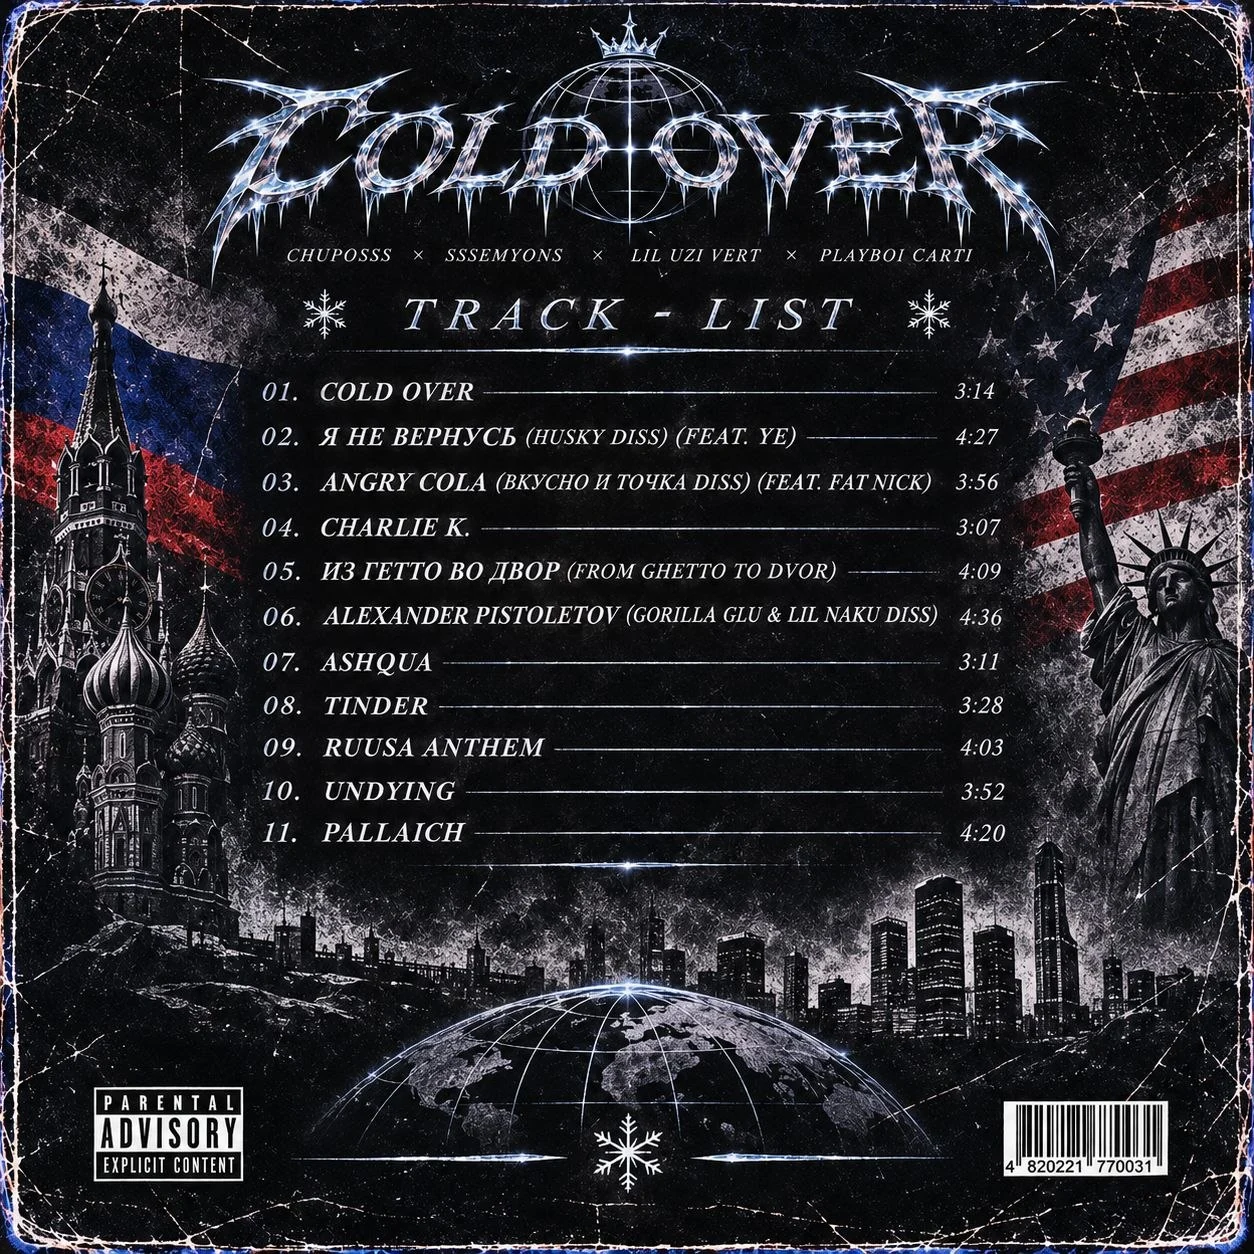 COLD OVER
CHUPOSSS × SSSEMYONS × LIL UZI VERT × PLAYBOI CARTI
TRACK - LIST
01. COLD OVER 3:14
02. Я НЕ ВЕРНУСЬ (HUSKY DISS) (FEAT. YE) 4:27
03. ANGRY COLA (ВКУСНО И ТОЧКА DISS) (FEAT. FAT NICK) 3:56
04. CHARLIE K. 3:07
05. ИЗ ГЕТТО ВО ДВОР (FROM GHETTO TO DVOR) 4:09
06. ALEXANDER PISTOLETOV (GORILLA GLU & LIL NAKU DISS) 4:36
07. ASHQUA 3:11
08. TINDER 3:28
09. RUUSA ANTHEM 4:03
10. UNDYING 3:52
11. PALLAICH 4:20
PARENTAL
ADVISORY
EXPLICIT CONTENT
4 820221 770031